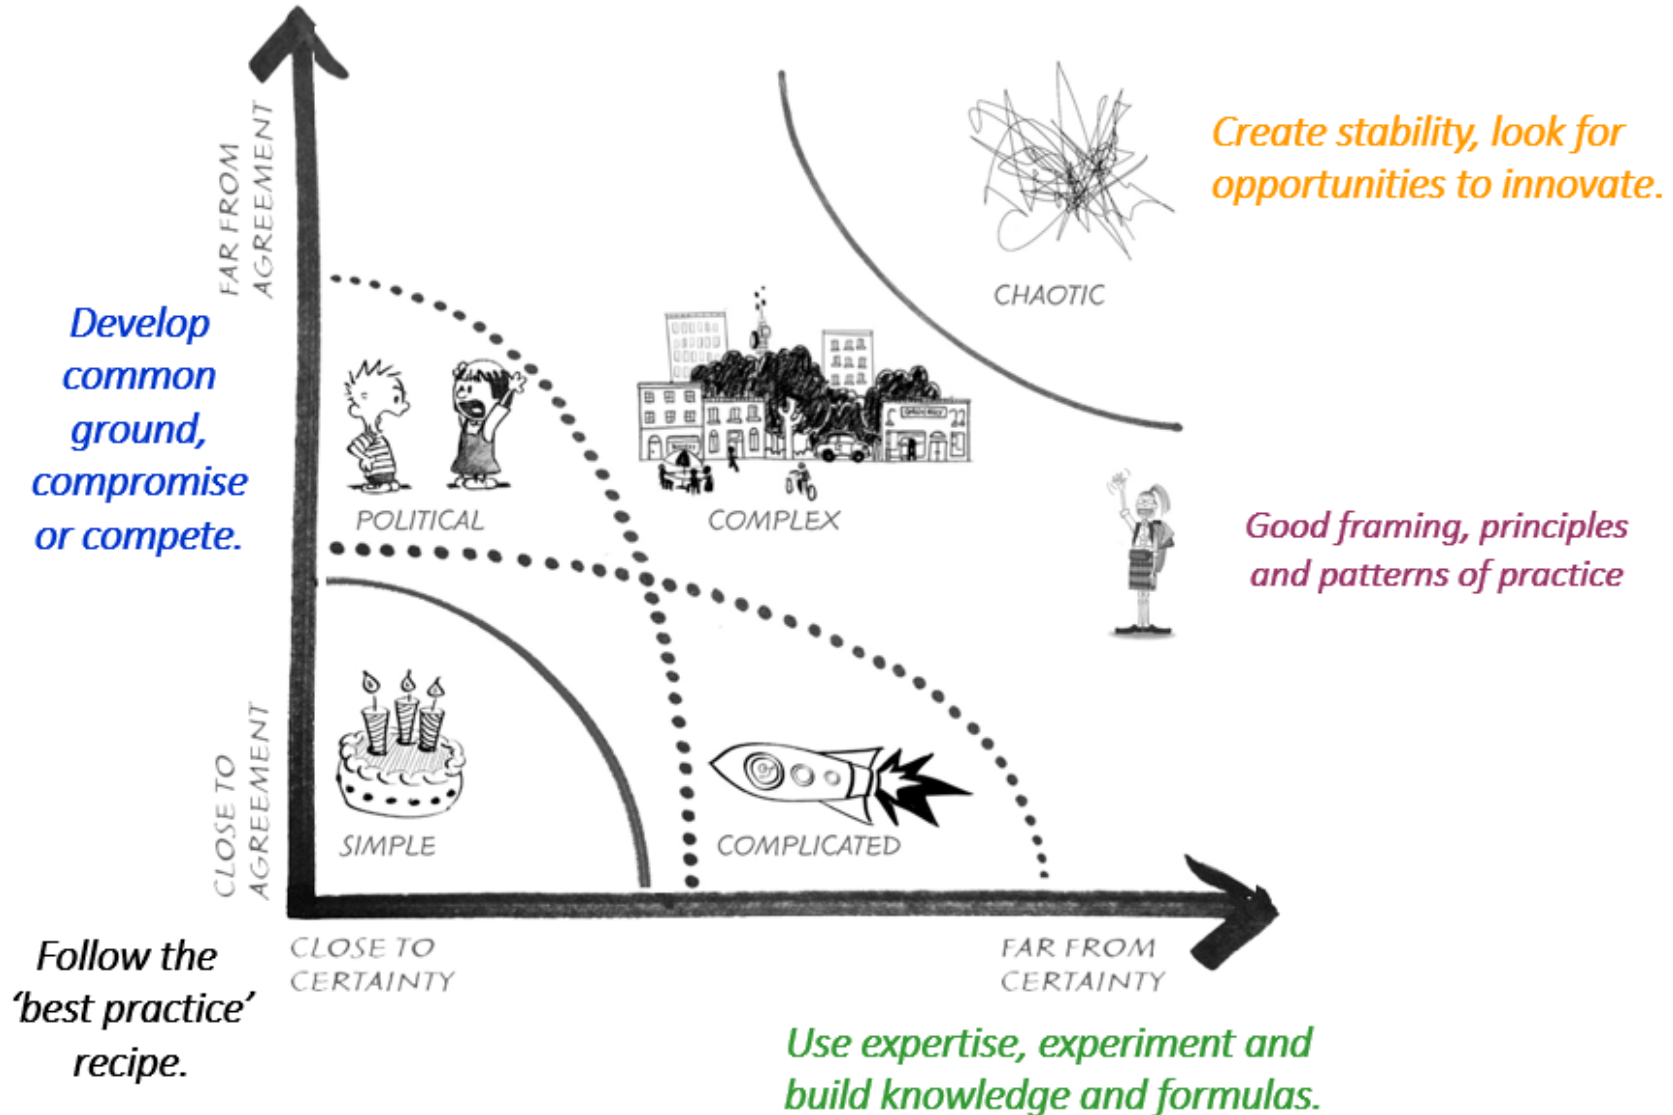 FAR FROM
AGREEMENT
Create stability, look for
opportunities to innovate.
CHAOTIC
Develop
common
ground,
compromise
or compete.
POLITICAL
COMPLEX
Good framing, principles
and patterns of practice
CLOSE TO
AGREEMENT
SIMPLE
COMPLICATED
Follow the
‘best practice’
recipe.
CLOSE TO
CERTAINTY
FAR FROM
CERTAINTY
Use expertise, experiment and
build knowledge and formulas.